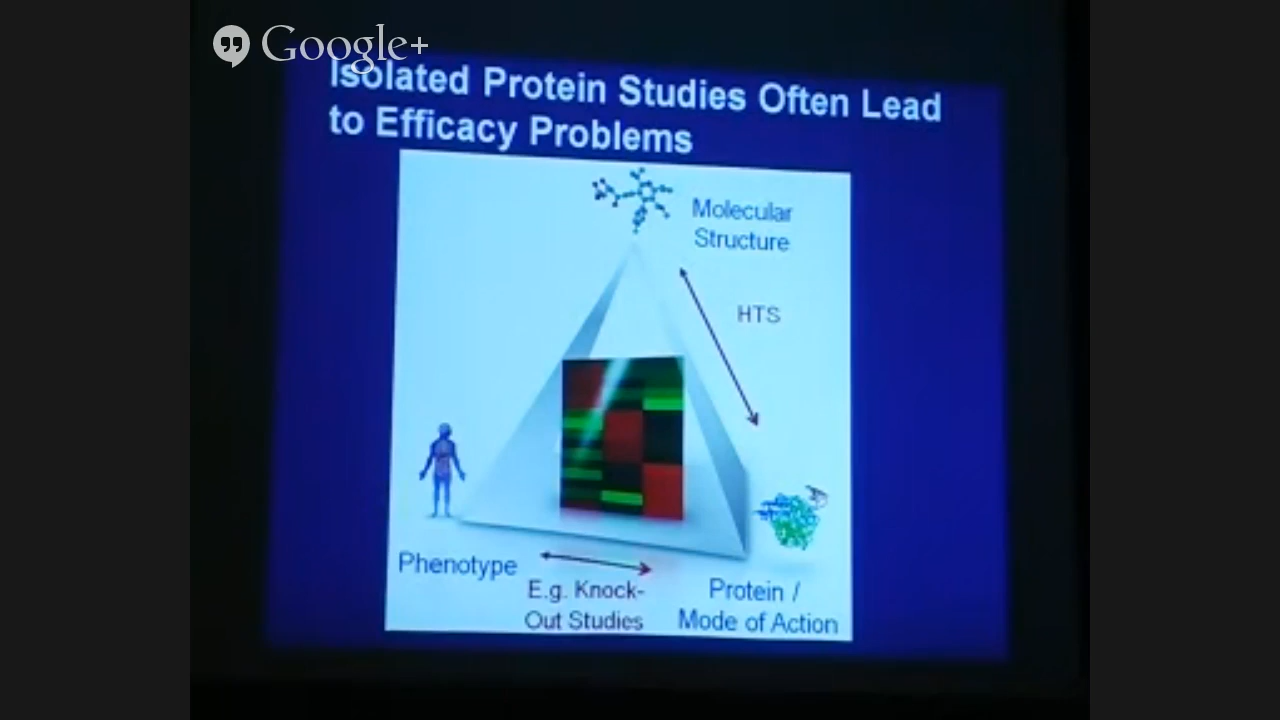 Google+
Isolated Protein Studies Often Lead
to Efficacy Problems
Molecular
Structure
HTS
Phenotype
E.g. Knock-
Out Studies
Protein /
Mode of Action